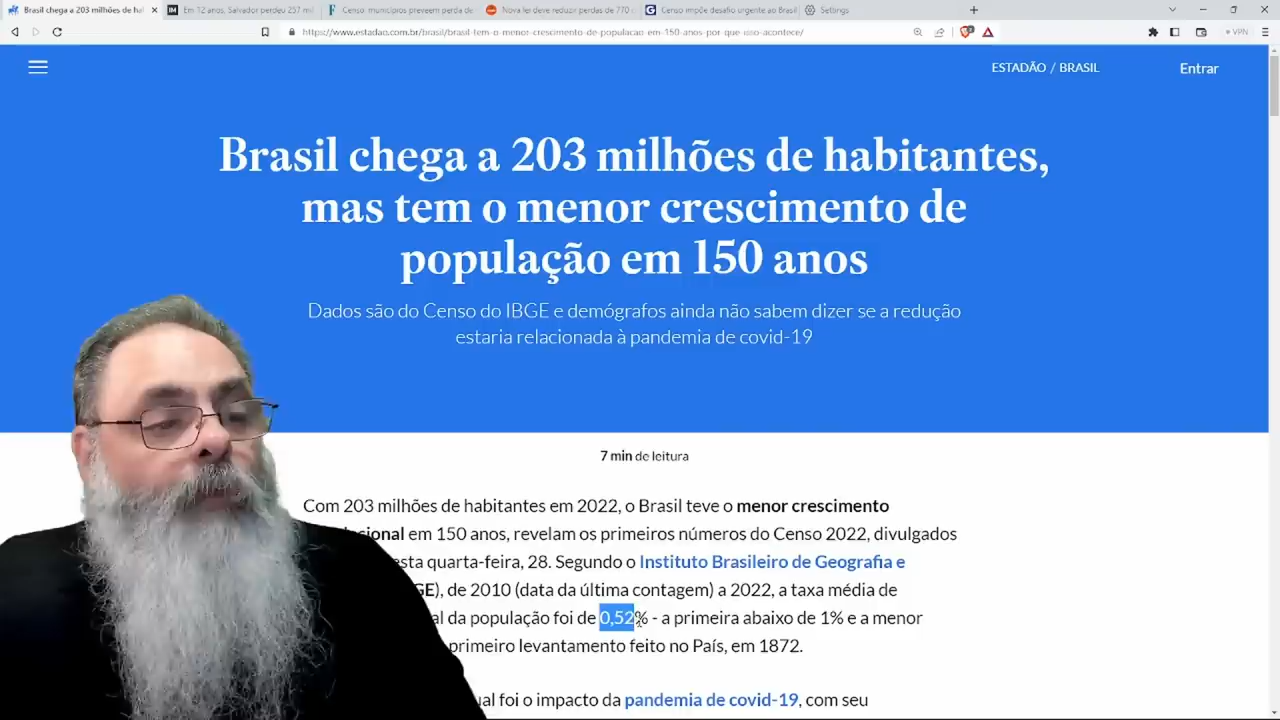 Brasil chega a 203 milhões de hal
Em 12 anos, Salvador perdeu 257 mil
Censo: municípios preveem perda de
Nova lei deve reduzir perdas de 770
Censo impõe desafio urgente ao Brasil
Settings
https://www.estadao.com.br/brasil/brasil-tem-o-menor-crescimento-de-populacao-em-150-anos-por-que-isso-acontece/
VPN
ESTADÃO / BRASIL
Entrar
Brasil chega a 203 milhões de habitantes,
mas tem o menor crescimento de
população em 150 anos
Dados são do Censo do IBGE e demógrafos ainda não sabem dizer se a redução
estaria relacionada à pandemia de covid-19
7 min de leitura
Com 203 milhões de habitantes em 2022, o Brasil teve o menor crescimento
cional em 150 anos, revelam os primeiros números do Censo 2022, divulgados
esta quarta-feira, 28. Segundo o Instituto Brasileiro de Geografia e
GE), de 2010 (data da última contagem) a 2022, a taxa média de
al da população foi de 0,52% - a primeira abaixo de 1% e a menor
primeiro levantamento feito no País, em 1872.
ual foi o impacto da pandemia de covid-19, com seu